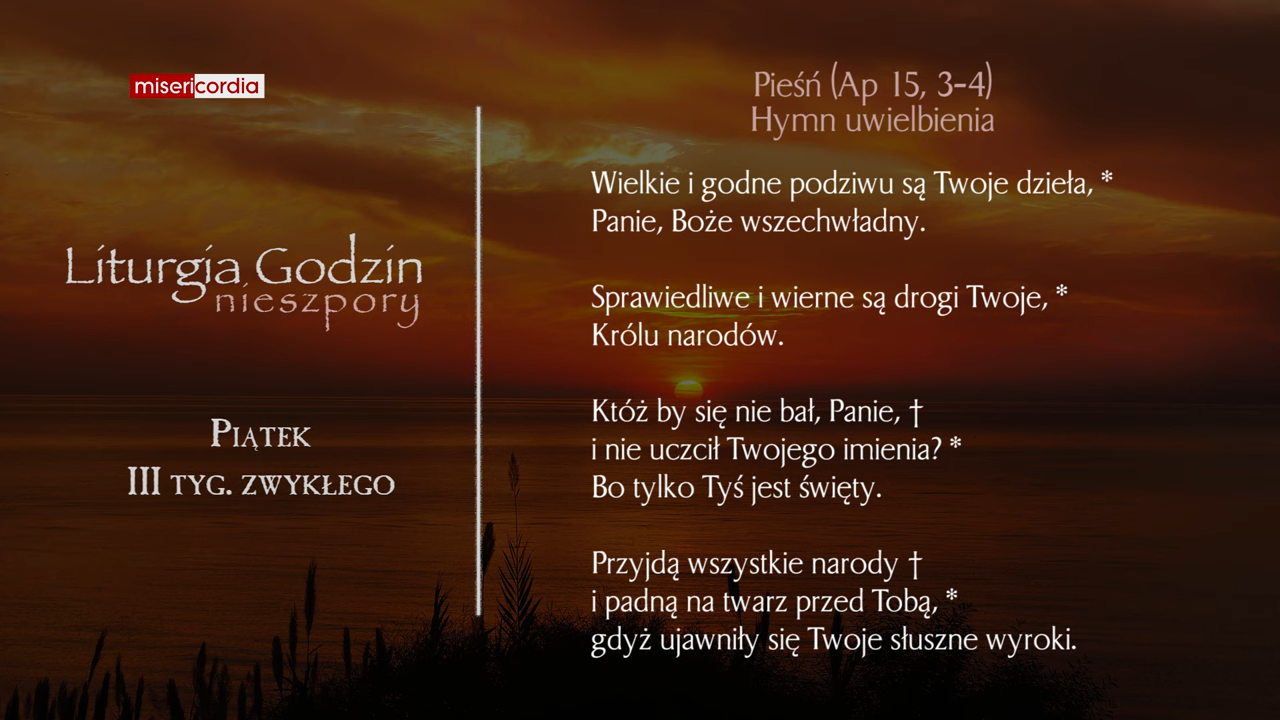 misericordia
Liturgia Godzin
nieszpory
Piątek
III tyg. zwykłego
Pieśń (Ap 15, 3-4)
Hymn uwielbienia
Wielkie i godne podziwu są Twoje dzieła, *
Panie, Boże wszechwładny.
Sprawiedliwe i wierne są drogi Twoje, *
Królu narodów.
Któż by się nie bał, Panie, †
i nie uczcił Twojego imienia? *
Bo tylko Tyś jest święty.
Przyjdą wszystkie narody †
i padną na twarz przed Tobą, *
gdyż ujawniły się Twoje słuszne wyroki.